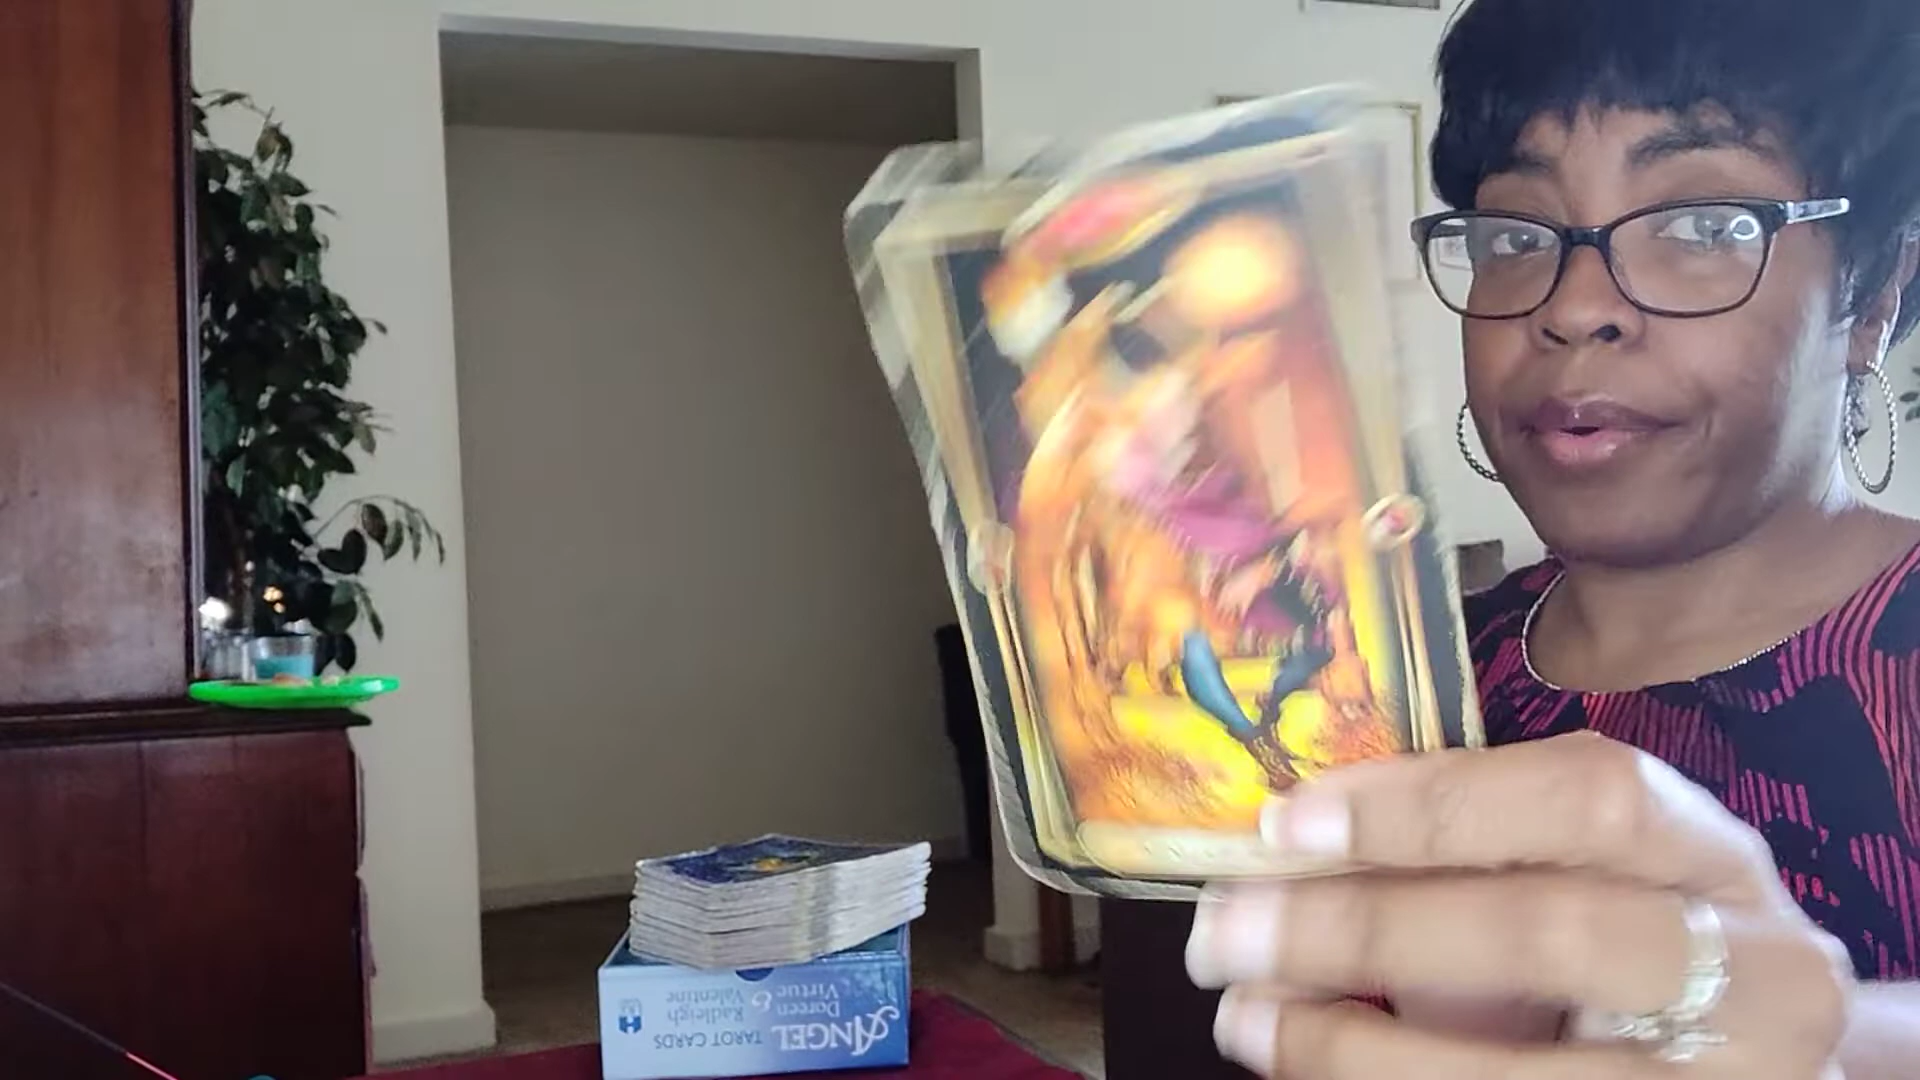 ANGEL
TAROT CARDS
Doreen
Virtue
&
Radleigh
Valentine